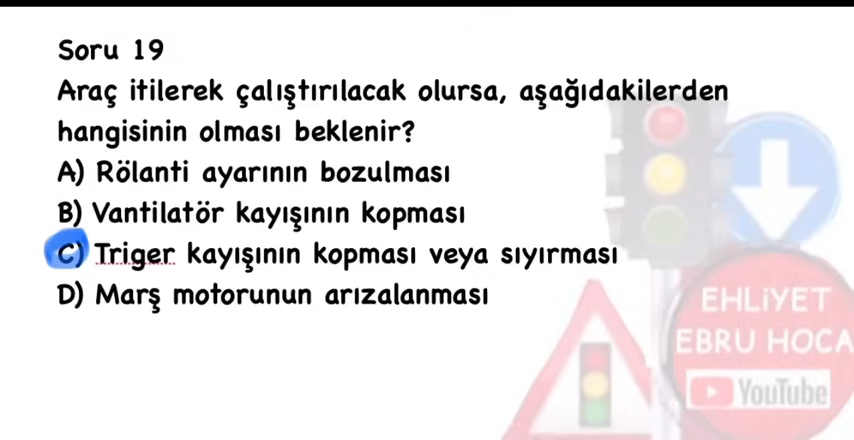 Soru 19
Araç itilerek çalıştırılacak olursa, aşağıdakilerden
hangisinin olması beklenir?
A) Rölanti ayarının bozulması
B) Vantilatör kayışının kopması
C) Triger kayışının kopması veya sıyırması
D) Marş motorunun arızalanması
EHLİYET
EBRU HOCA
YouTube